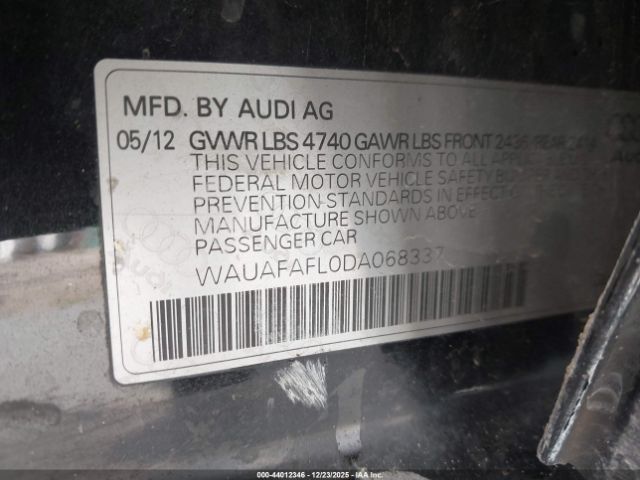 MFD. BY AUDI AG
05/12 GVWR LBS 4740 GAWR LBS FRONT 2436 REAR
THIS VEHICLE CONFORMS TO ALL
FEDERAL MOTOR VEHICLE SAFETY
PREVENTION STANDARDS IN EFFECT
MANUFACTURE SHOWN ABOVE
PASSENGER CAR
WAUAFAFL0DA068337
000-44012346 - 12/23/2025 - IAA Inc.